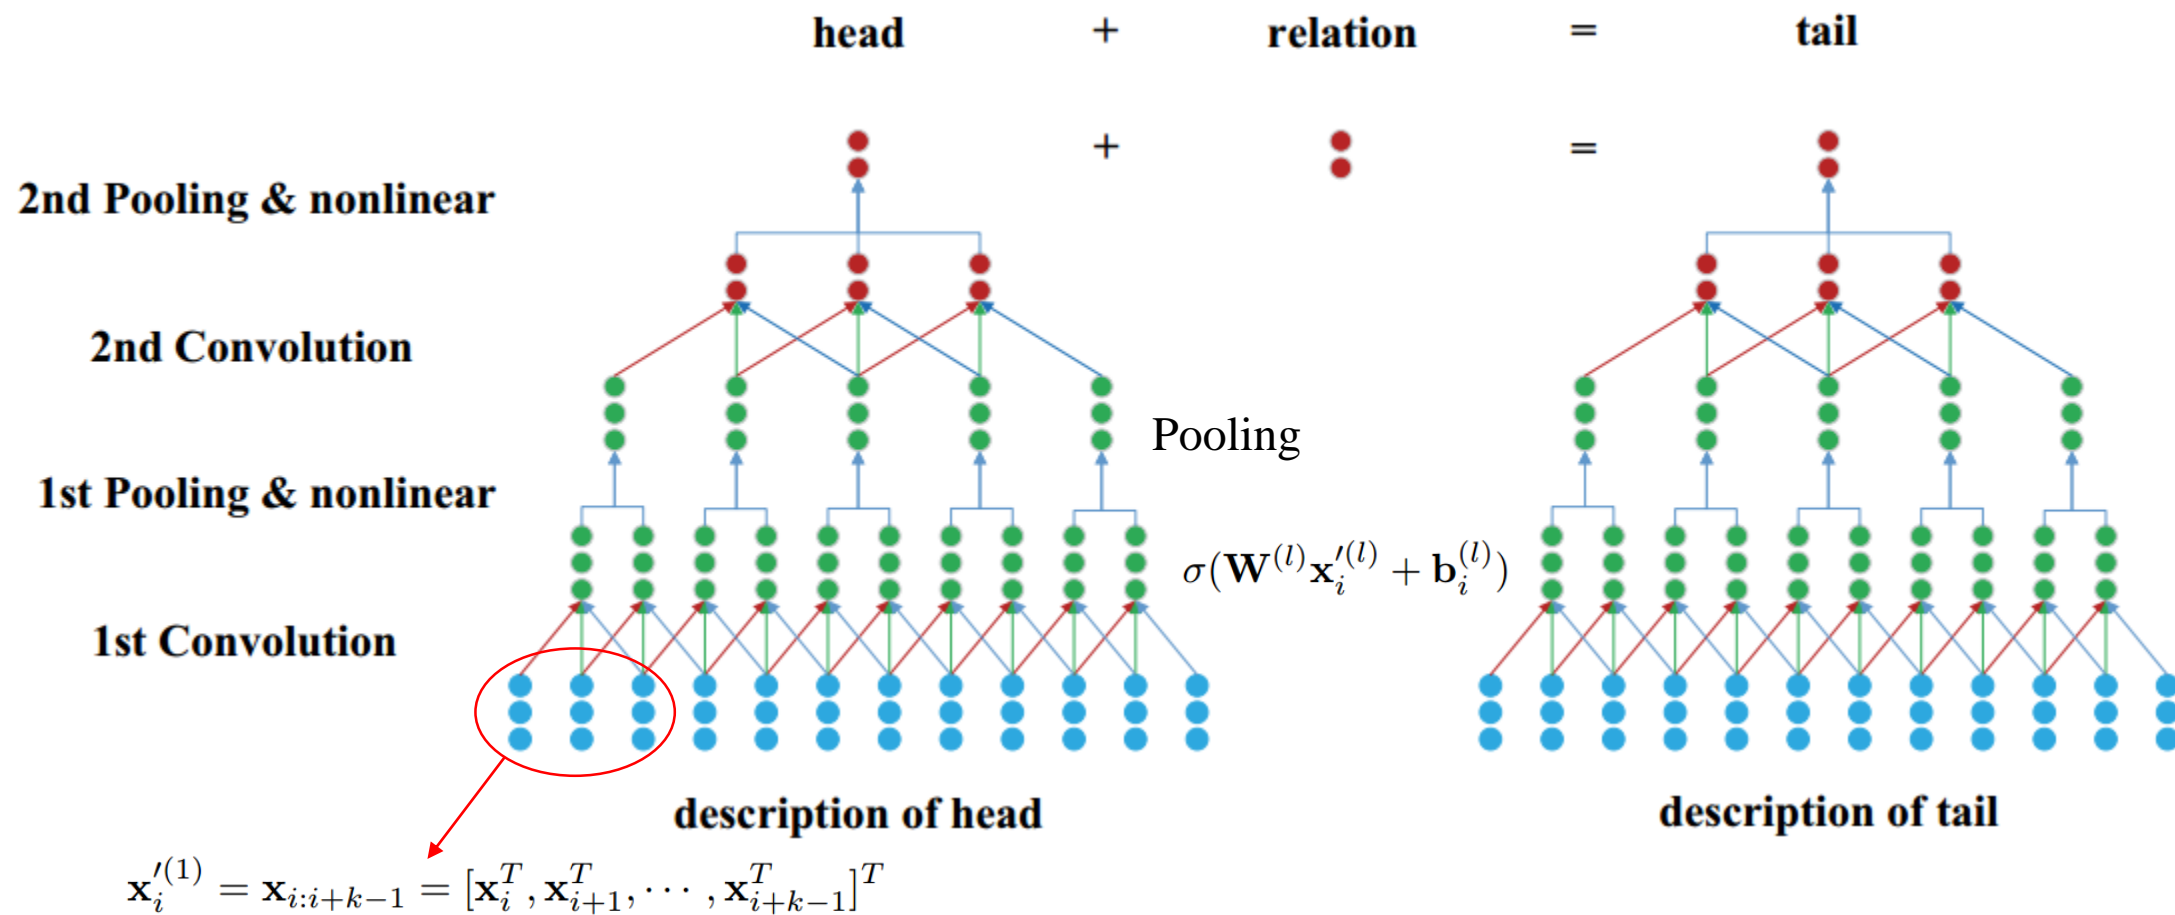 head + relation = tail
+ =
2nd Pooling & nonlinear
2nd Convolution
Pooling
1st Pooling & nonlinear
σ(𝐖^{(l)}𝐱′_i^{(l)} + 𝐛_i^{(l)})
1st Convolution
description of head
description of tail
𝐱′_i^{(1)} = 𝐱_{i:i+k−1} = [𝐱_i^T, 𝐱_{i+1}^T, ⋯ , 𝐱_{i+k−1}^T]^T